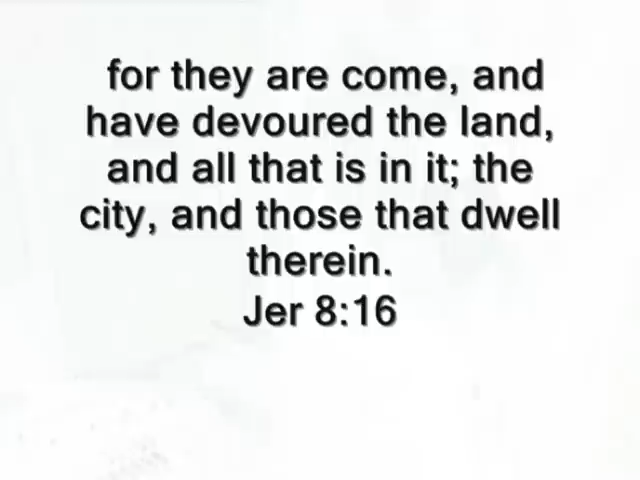 for they are come, and
have devoured the land,
and all that is in it; the
city, and those that dwell
therein.
Jer 8:16